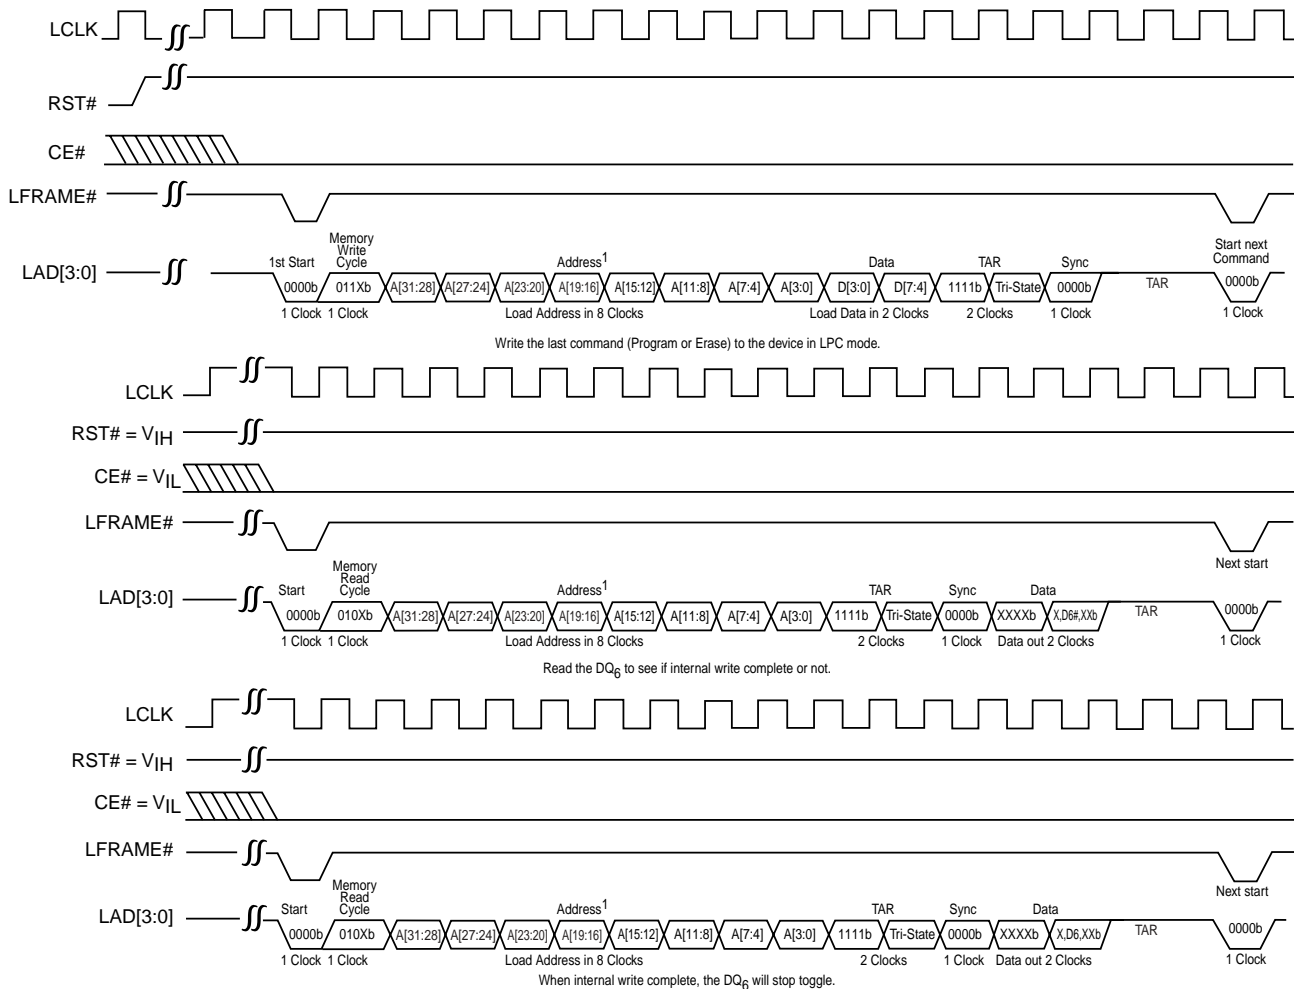 LCLK
RST#
CE#
LFRAME#
LAD[3:0]
1st Start
Memory
Write
Cycle
Address1
Data
TAR
Sync
Start next
Command
0000b 011Xb A[31:28] A[27:24] A[23:20] A[19:16] A[15:12] A[11:8] A[7:4] A[3:0] D[3:0] D[7:4] 1111b Tri-State 0000b TAR 0000b
1 Clock 1 Clock Load Address in 8 Clocks Load Data in 2 Clocks 2 Clocks 1 Clock 1 Clock
Write the last command (Program or Erase) to the device in LPC mode.
LCLK
RST# = VIH
CE# = VIL
LFRAME#
Next start
LAD[3:0]
Start
Memory
Read
Cycle
Address1
TAR
Sync
Data
0000b 010Xb A[31:28] A[27:24] A[23:20] A[19:16] A[15:12] A[11:8] A[7:4] A[3:0] 1111b Tri-State 0000b XXXXb X,D6#,XXb TAR 0000b
1 Clock 1 Clock Load Address in 8 Clocks 2 Clocks 1 Clock Data out 2 Clocks 1 Clock
Read the DQ6 to see if internal write complete or not.
LCLK
RST# = VIH
CE# = VIL
LFRAME#
Next start
LAD[3:0]
Start
Memory
Read
Cycle
Address1
TAR
Sync
Data
0000b 010Xb A[31:28] A[27:24] A[23:20] A[19:16] A[15:12] A[11:8] A[7:4] A[3:0] 1111b Tri-State 0000b XXXXb X,D6,XXb TAR 0000b
1 Clock 1 Clock Load Address in 8 Clocks 2 Clocks 1 Clock Data out 2 Clocks 1 Clock
When internal write complete, the DQ6 will stop toggle.